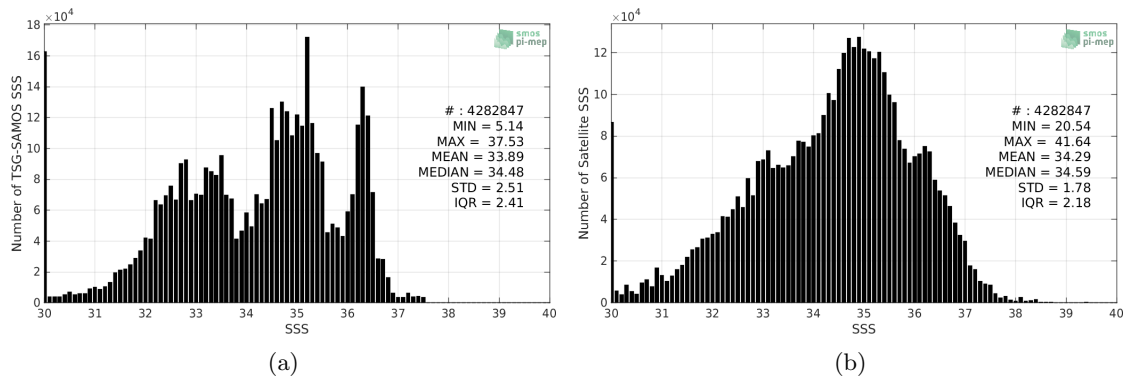 ×10⁴
18
16
14
12
10
8
6
4
2
0
Number of TSG-SAMOS SSS
smos
pi-mep
# : 4282847
MIN = 5.14
MAX = 37.53
MEAN = 33.89
MEDIAN = 34.48
STD = 2.51
IQR = 2.41
30 31 32 33 34 35 36 37 38 39 40
SSS
(a)
×10⁴
12
10
8
6
4
2
0
Number of Satellite SSS
smos
pi-mep
# : 4282847
MIN = 20.54
MAX = 41.64
MEAN = 34.29
MEDIAN = 34.59
STD = 1.78
IQR = 2.18
30 31 32 33 34 35 36 37 38 39 40
SSS
(b)